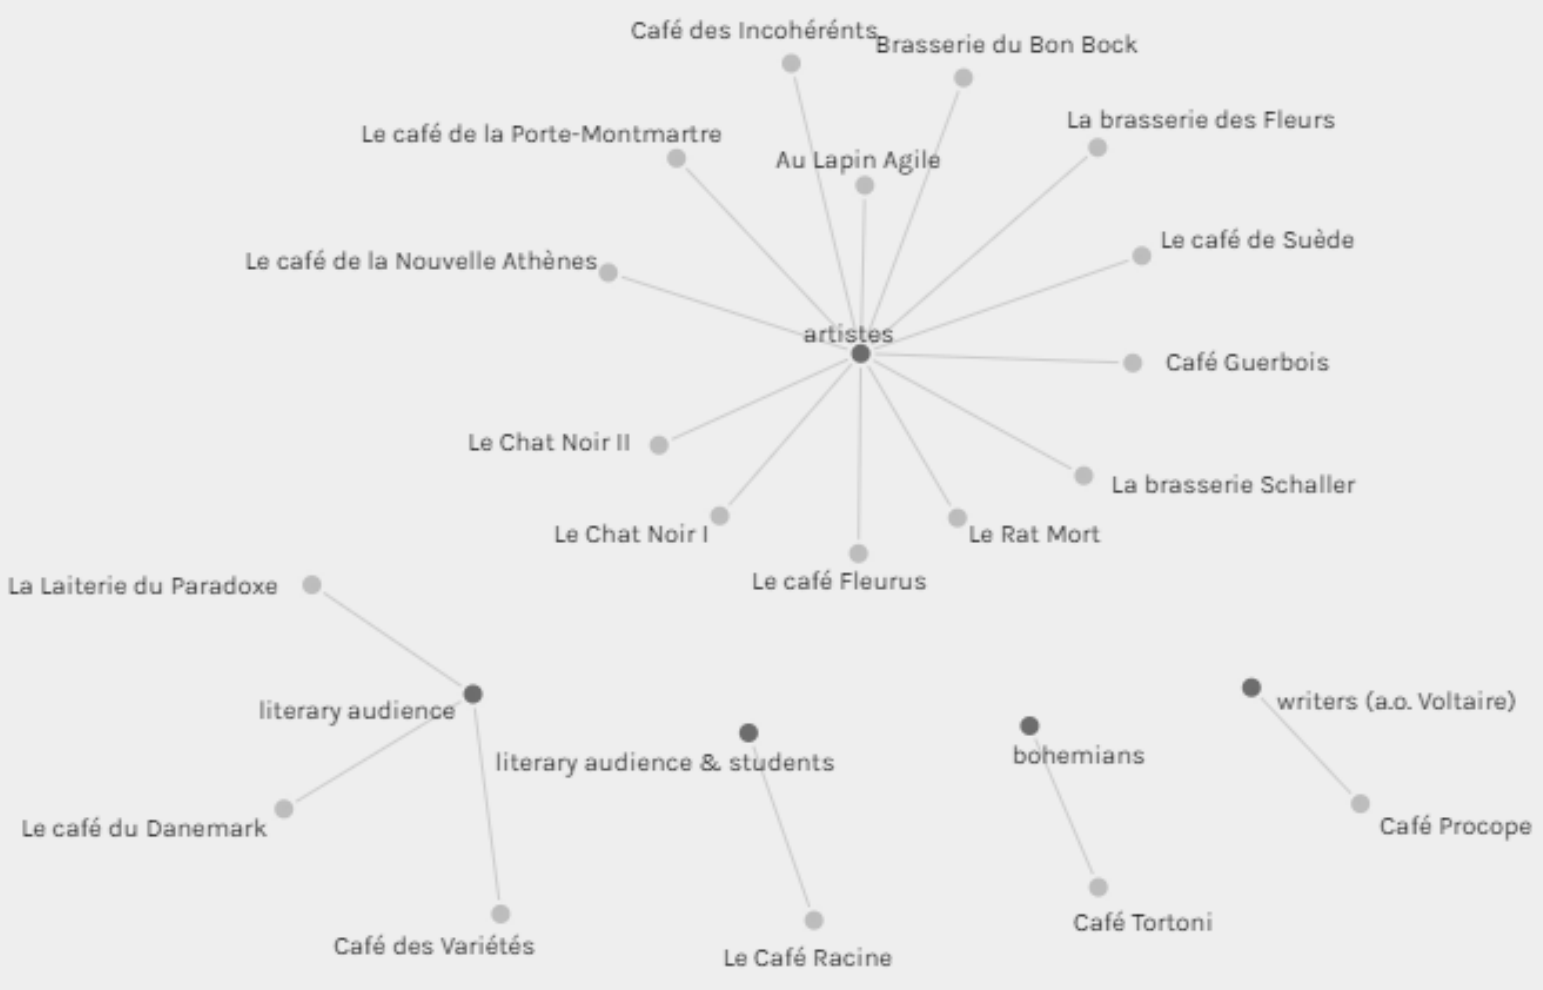 Café des Incohérénts
Brasserie du Bon Bock
La brasserie des Fleurs
Le café de la Porte-Montmartre
Au Lapin Agile
Le café de Suède
Le café de la Nouvelle Athènes
artistes
Café Guerbois
Le Chat Noir II
La brasserie Schaller
Le Chat Noir I
Le Rat Mort
Le café Fleurus
La Laiterie du Paradoxe
literary audience
writers (a.o. Voltaire)
literary audience & students
bohemians
Le café du Danemark
Café Procope
Café Tortoni
Café des Variétés
Le Café Racine